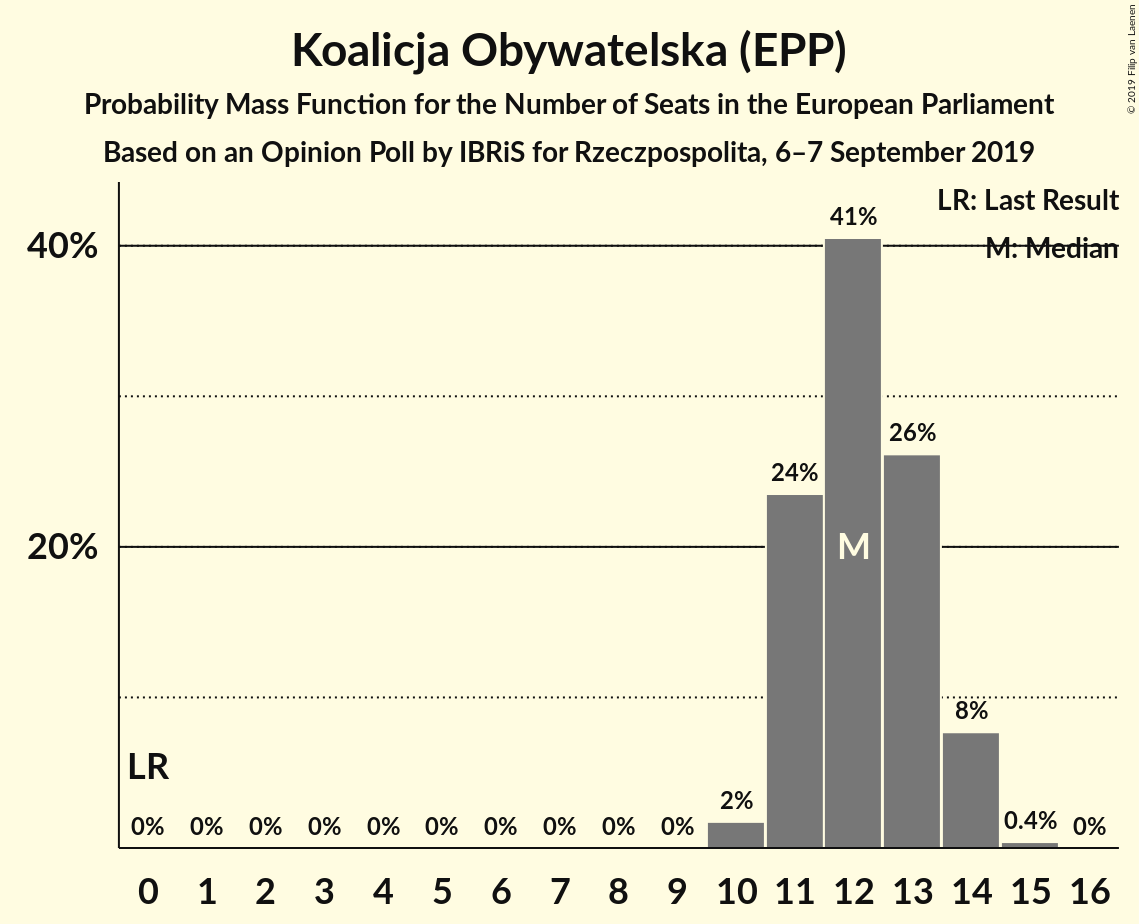 Koalicja Obywatelska (EPP)
Probability Mass Function for the Number of Seats in the European Parliament
Based on an Opinion Poll by IBRiS for Rzeczpospolita, 6–7 September 2019
© 2019 Filip van Laenen
LR: Last Result
M: Median
40%
20%
41%
26%
24%
M
8%
LR
2%
0% 0% 0% 0% 0% 0% 0% 0% 0% 0% 0.4% 0%
0 1 2 3 4 5 6 7 8 9 10 11 12 13 14 15 16